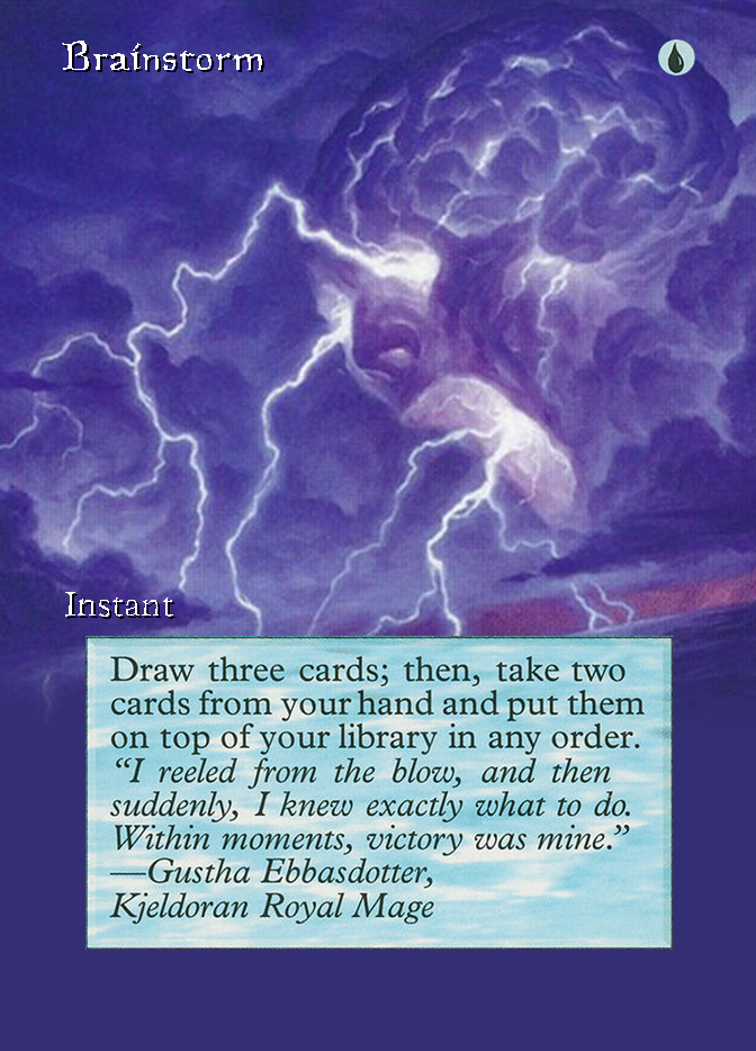 Brainstorm
Instant
Draw three cards; then, take two
cards from your hand and put them
on top of your library in any order.
“I reeled from the blow, and then
suddenly, I knew exactly what to do.
Within moments, victory was mine.”
—Gustha Ebbasdotter,
Kjeldoran Royal Mage